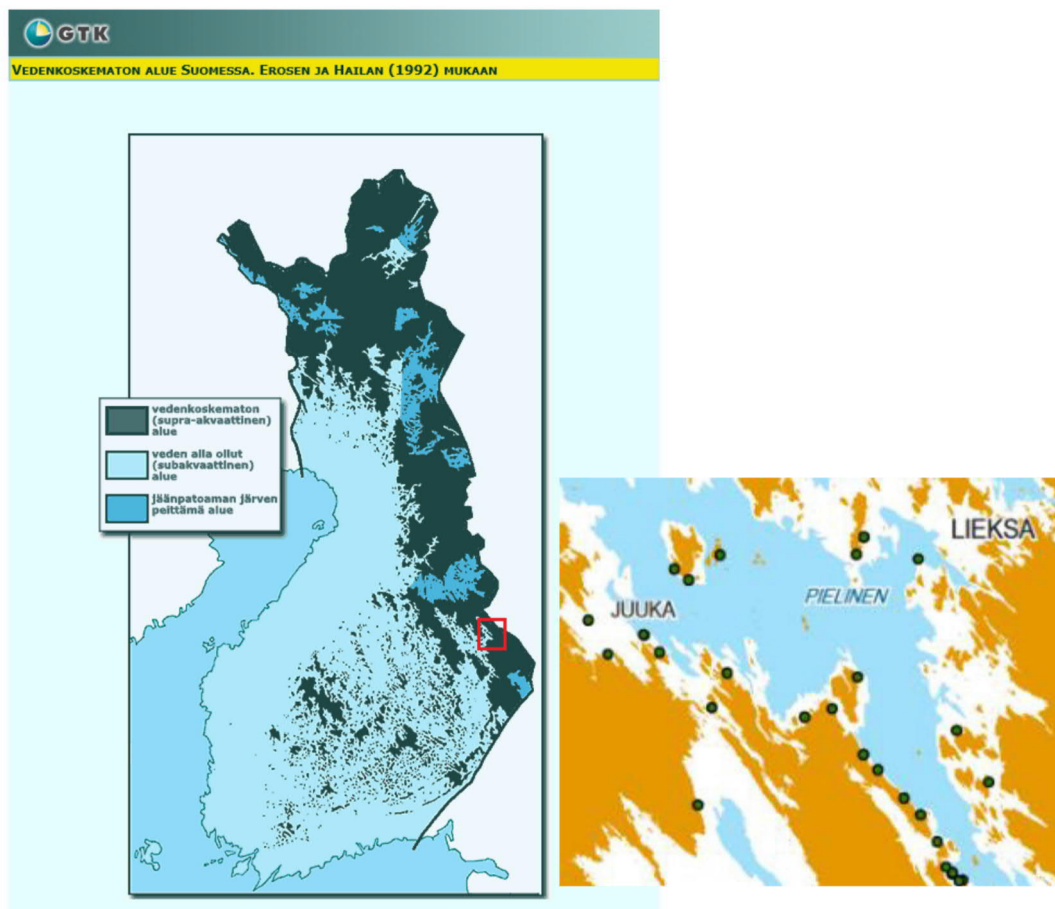 GTK
VEDENKOSKEMATON ALUE SUOMESSA. EROSEN JA HAILAN (1992) MUKAAN
vedenkoskematon
(supra-akvaattinen)
alue
veden alla ollut
(subakvaattinen)
alue
jäänpatoaman järven
peittämä alue
LIEKSA
PIELINEN
JUUKA